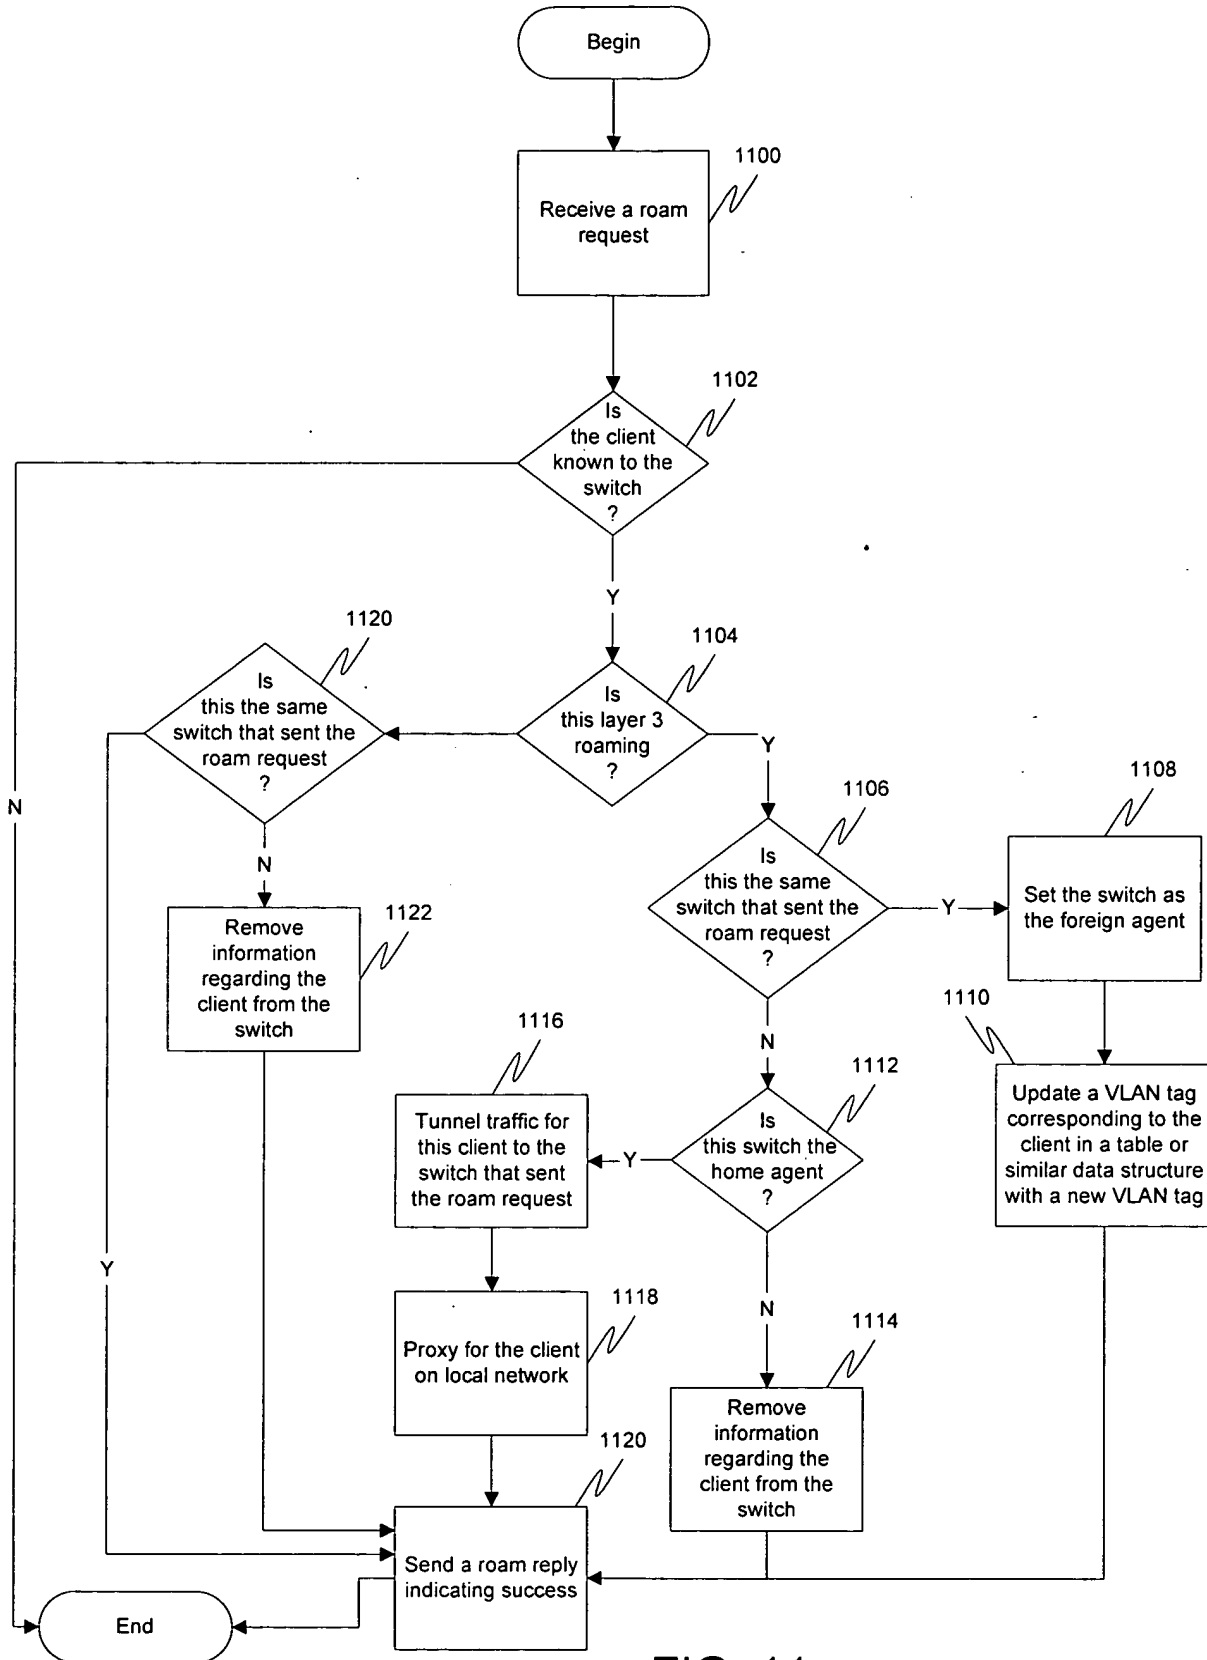 Begin
1100
Receive a roam
request
1102
Is
the client
known to the
switch
?
Y
N
1120
Is
this the same
switch that sent the
roam request
?
1104
Is
this layer 3
roaming
?
Y
1106
Is
this the same
switch that sent the
roam request
?
Y
1108
Set the switch as
the foreign agent
N
1122
Remove
information
regarding the
client from the
switch
1110
Update a VLAN tag
corresponding to the
client in a table or
similar data structure
with a new VLAN tag
N
1112
Is
this switch the
home agent
?
Y
1116
Tunnel traffic for
this client to the
switch that sent
the roam request
Y
1118
Proxy for the client
on local network
N
1114
Remove
information
regarding the
client from the
switch
1120
Send a roam reply
indicating success
End